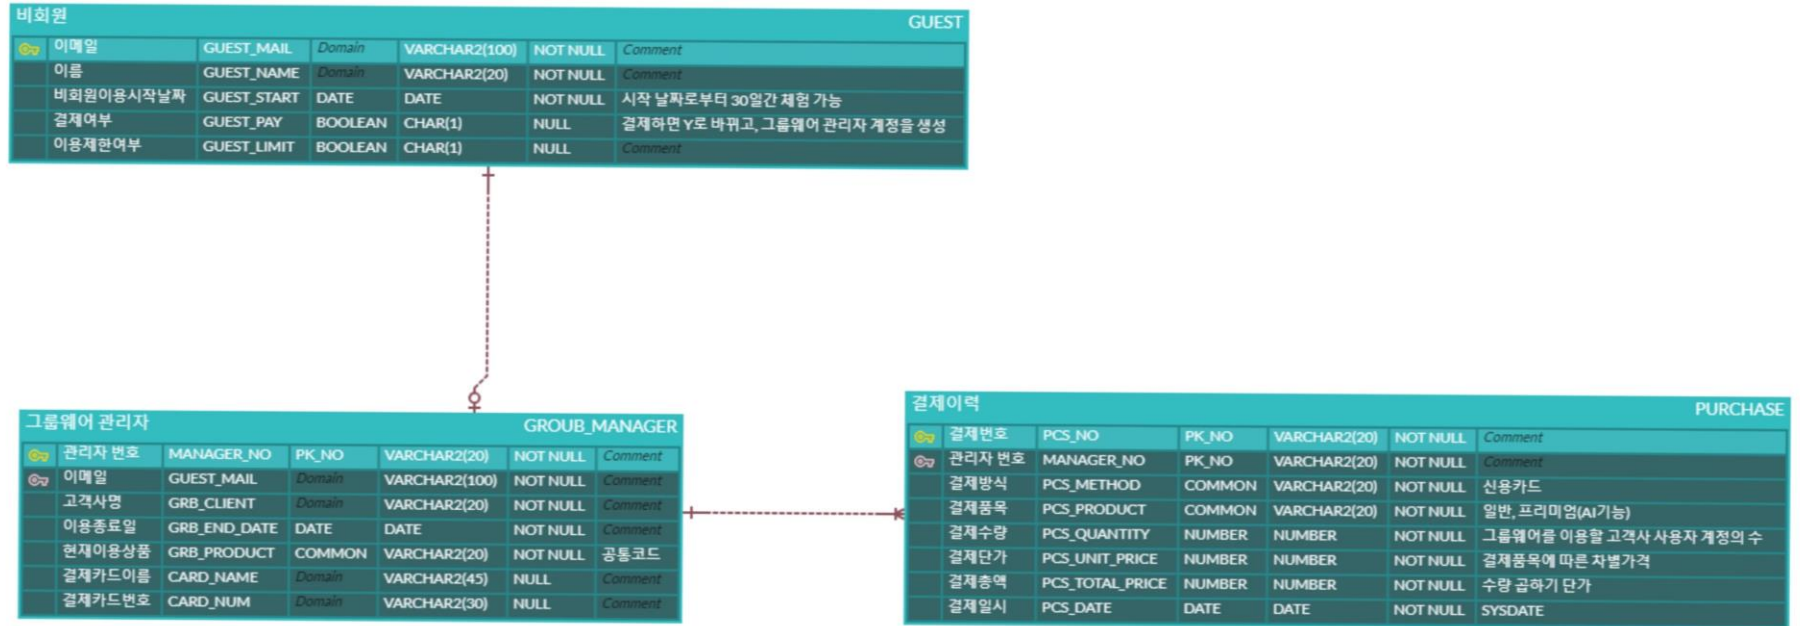 비회원 GUEST
이메일 GUEST_MAIL Domain VARCHAR2(100) NOT NULL Comment
이름 GUEST_NAME Domain VARCHAR2(20) NOT NULL Comment
비회원이용시작날짜 GUEST_START DATE DATE NOT NULL 시작 날짜로부터 30일간 체험 가능
결제여부 GUEST_PAY BOOLEAN CHAR(1) NULL 결제하면 Y로 바뀌고, 그룹웨어 관리자 계정을 생성
이용제한여부 GUEST_LIMIT BOOLEAN CHAR(1) NULL Comment
그룹웨어 관리자 GROUB_MANAGER
관리자 번호 MANAGER_NO PK_NO VARCHAR2(20) NOT NULL Comment
이메일 GUEST_MAIL Domain VARCHAR2(100) NOT NULL Comment
고객사명 GRB_CLIENT Domain VARCHAR2(20) NOT NULL Comment
이용종료일 GRB_END_DATE DATE DATE NOT NULL Comment
현재이용상품 GRB_PRODUCT COMMON VARCHAR2(20) NOT NULL 공통코드
결제카드이름 CARD_NAME Domain VARCHAR2(45) NULL Comment
결제카드번호 CARD_NUM Domain VARCHAR2(30) NULL Comment
결제이력 PURCHASE
결제번호 PCS_NO PK_NO VARCHAR2(20) NOT NULL Comment
관리자 번호 MANAGER_NO PK_NO VARCHAR2(20) NOT NULL Comment
결제방식 PCS_METHOD COMMON VARCHAR2(20) NOT NULL 신용카드
결제품목 PCS_PRODUCT COMMON VARCHAR2(20) NOT NULL 일반, 프리미엄(AI기능)
결제수량 PCS_QUANTITY NUMBER NUMBER NOT NULL 그룹웨어를 이용할 고객사 사용자 계정의 수
결제단가 PCS_UNIT_PRICE NUMBER NUMBER NOT NULL 결제품목에 따른 차별가격
결제총액 PCS_TOTAL_PRICE NUMBER NUMBER NOT NULL 수량 곱하기 단가
결제일시 PCS_DATE DATE DATE NOT NULL SYSDATE